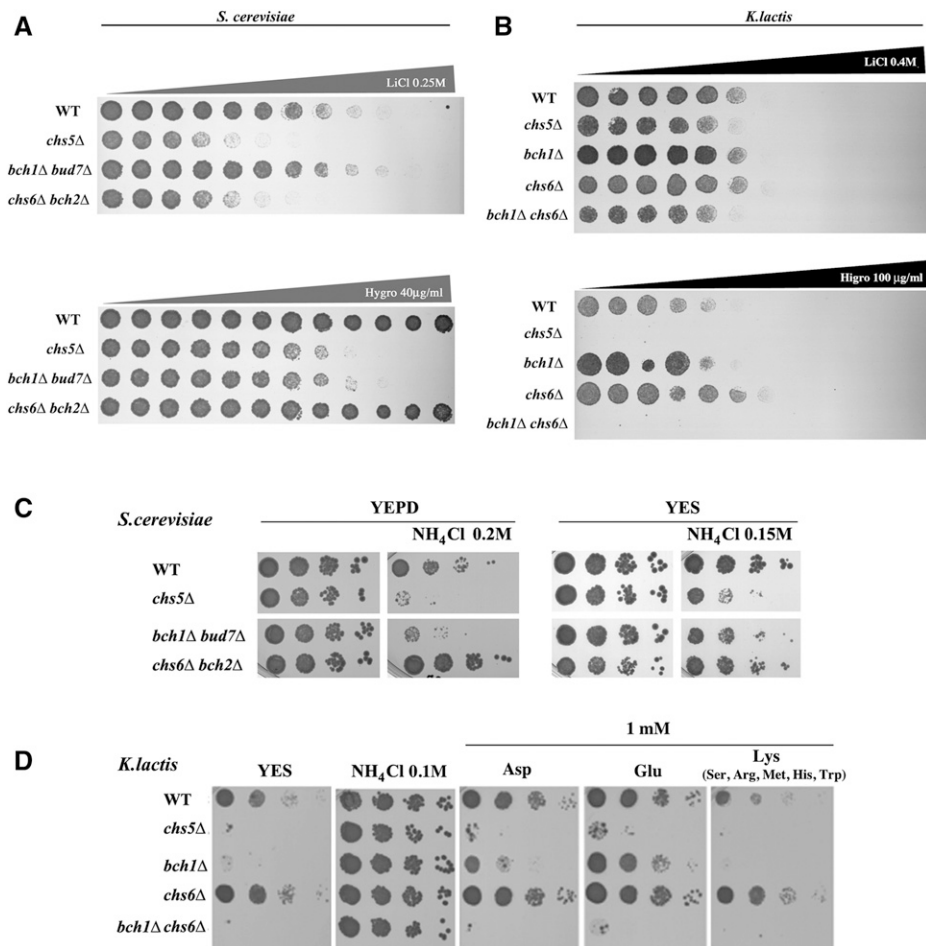 A
S. cerevisiae
LiCl 0.25M
WT
chs5Δ
bch1Δ bud7Δ
chs6Δ bch2Δ
Hygro 40μg/ml
WT
chs5Δ
bch1Δ bud7Δ
chs6Δ bch2Δ
B
K.lactis
LiCl 0.4M
WT
chs5Δ
bch1Δ
chs6Δ
bch1Δ chs6Δ
Higro 100 μg/ml
WT
chs5Δ
bch1Δ
chs6Δ
bch1Δ chs6Δ
C
S.cerevisiae
YEPD
NH₄Cl 0.2M
YES
NH₄Cl 0.15M
WT
chs5Δ
bch1Δ bud7Δ
chs6Δ bch2Δ
D
K.lactis
YES
NH₄Cl 0.1M
1 mM
Asp
Glu
Lys
(Ser, Arg, Met, His, Trp)
WT
chs5Δ
bch1Δ
chs6Δ
bch1Δ chs6Δ